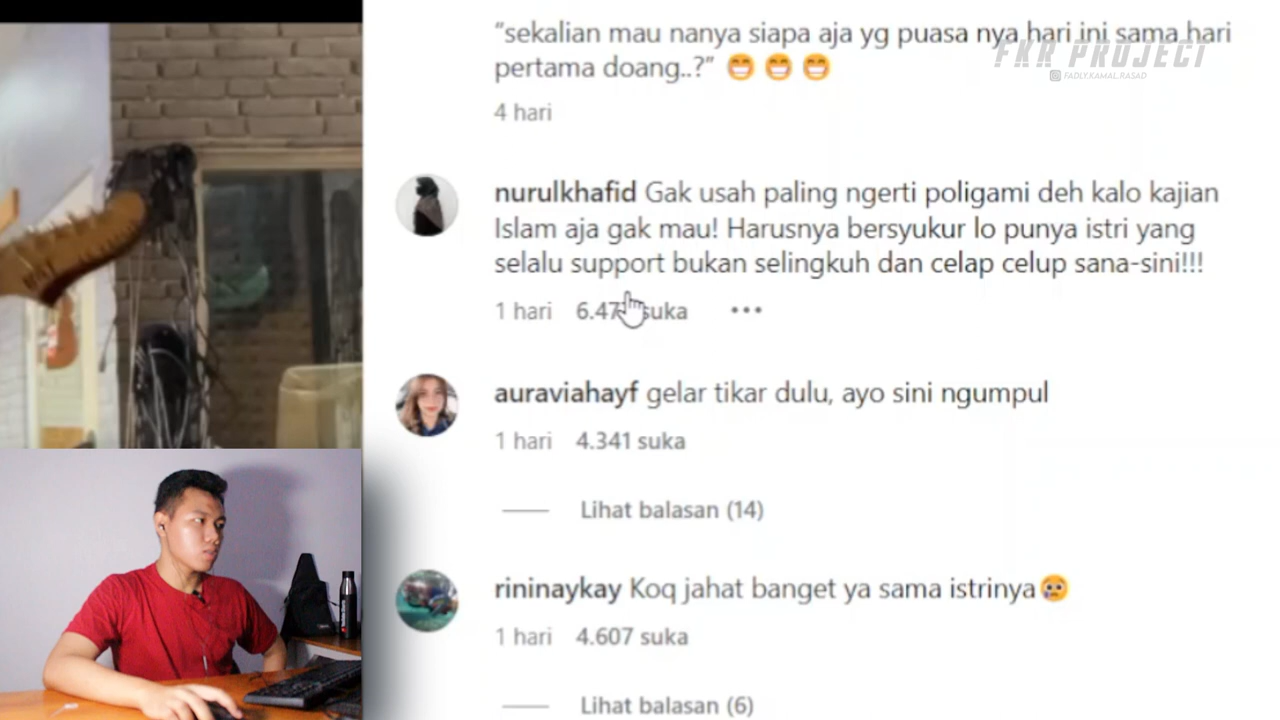 "sekalian mau nanya siapa aja yg puasa nya hari ini sama hari
pertama doang..?" 😁 😁 😁
FKR PROJECT
FADLY.KAMAL.RASAD
4 hari
nurulkhafid Gak usah paling ngerti poligami deh kalo kajian
Islam aja gak mau! Harusnya bersyukur lo punya istri yang
selalu support bukan selingkuh dan celap celup sana-sini!!!
1 hari suka •••
auraviahayf gelar tikar dulu, ayo sini ngumpul
1 hari 4.341 suka
Lihat balasan (14)
rininaykay Koq jahat banget ya sama istrinya😢
1 hari 4.607 suka
Lihat balasan (6)